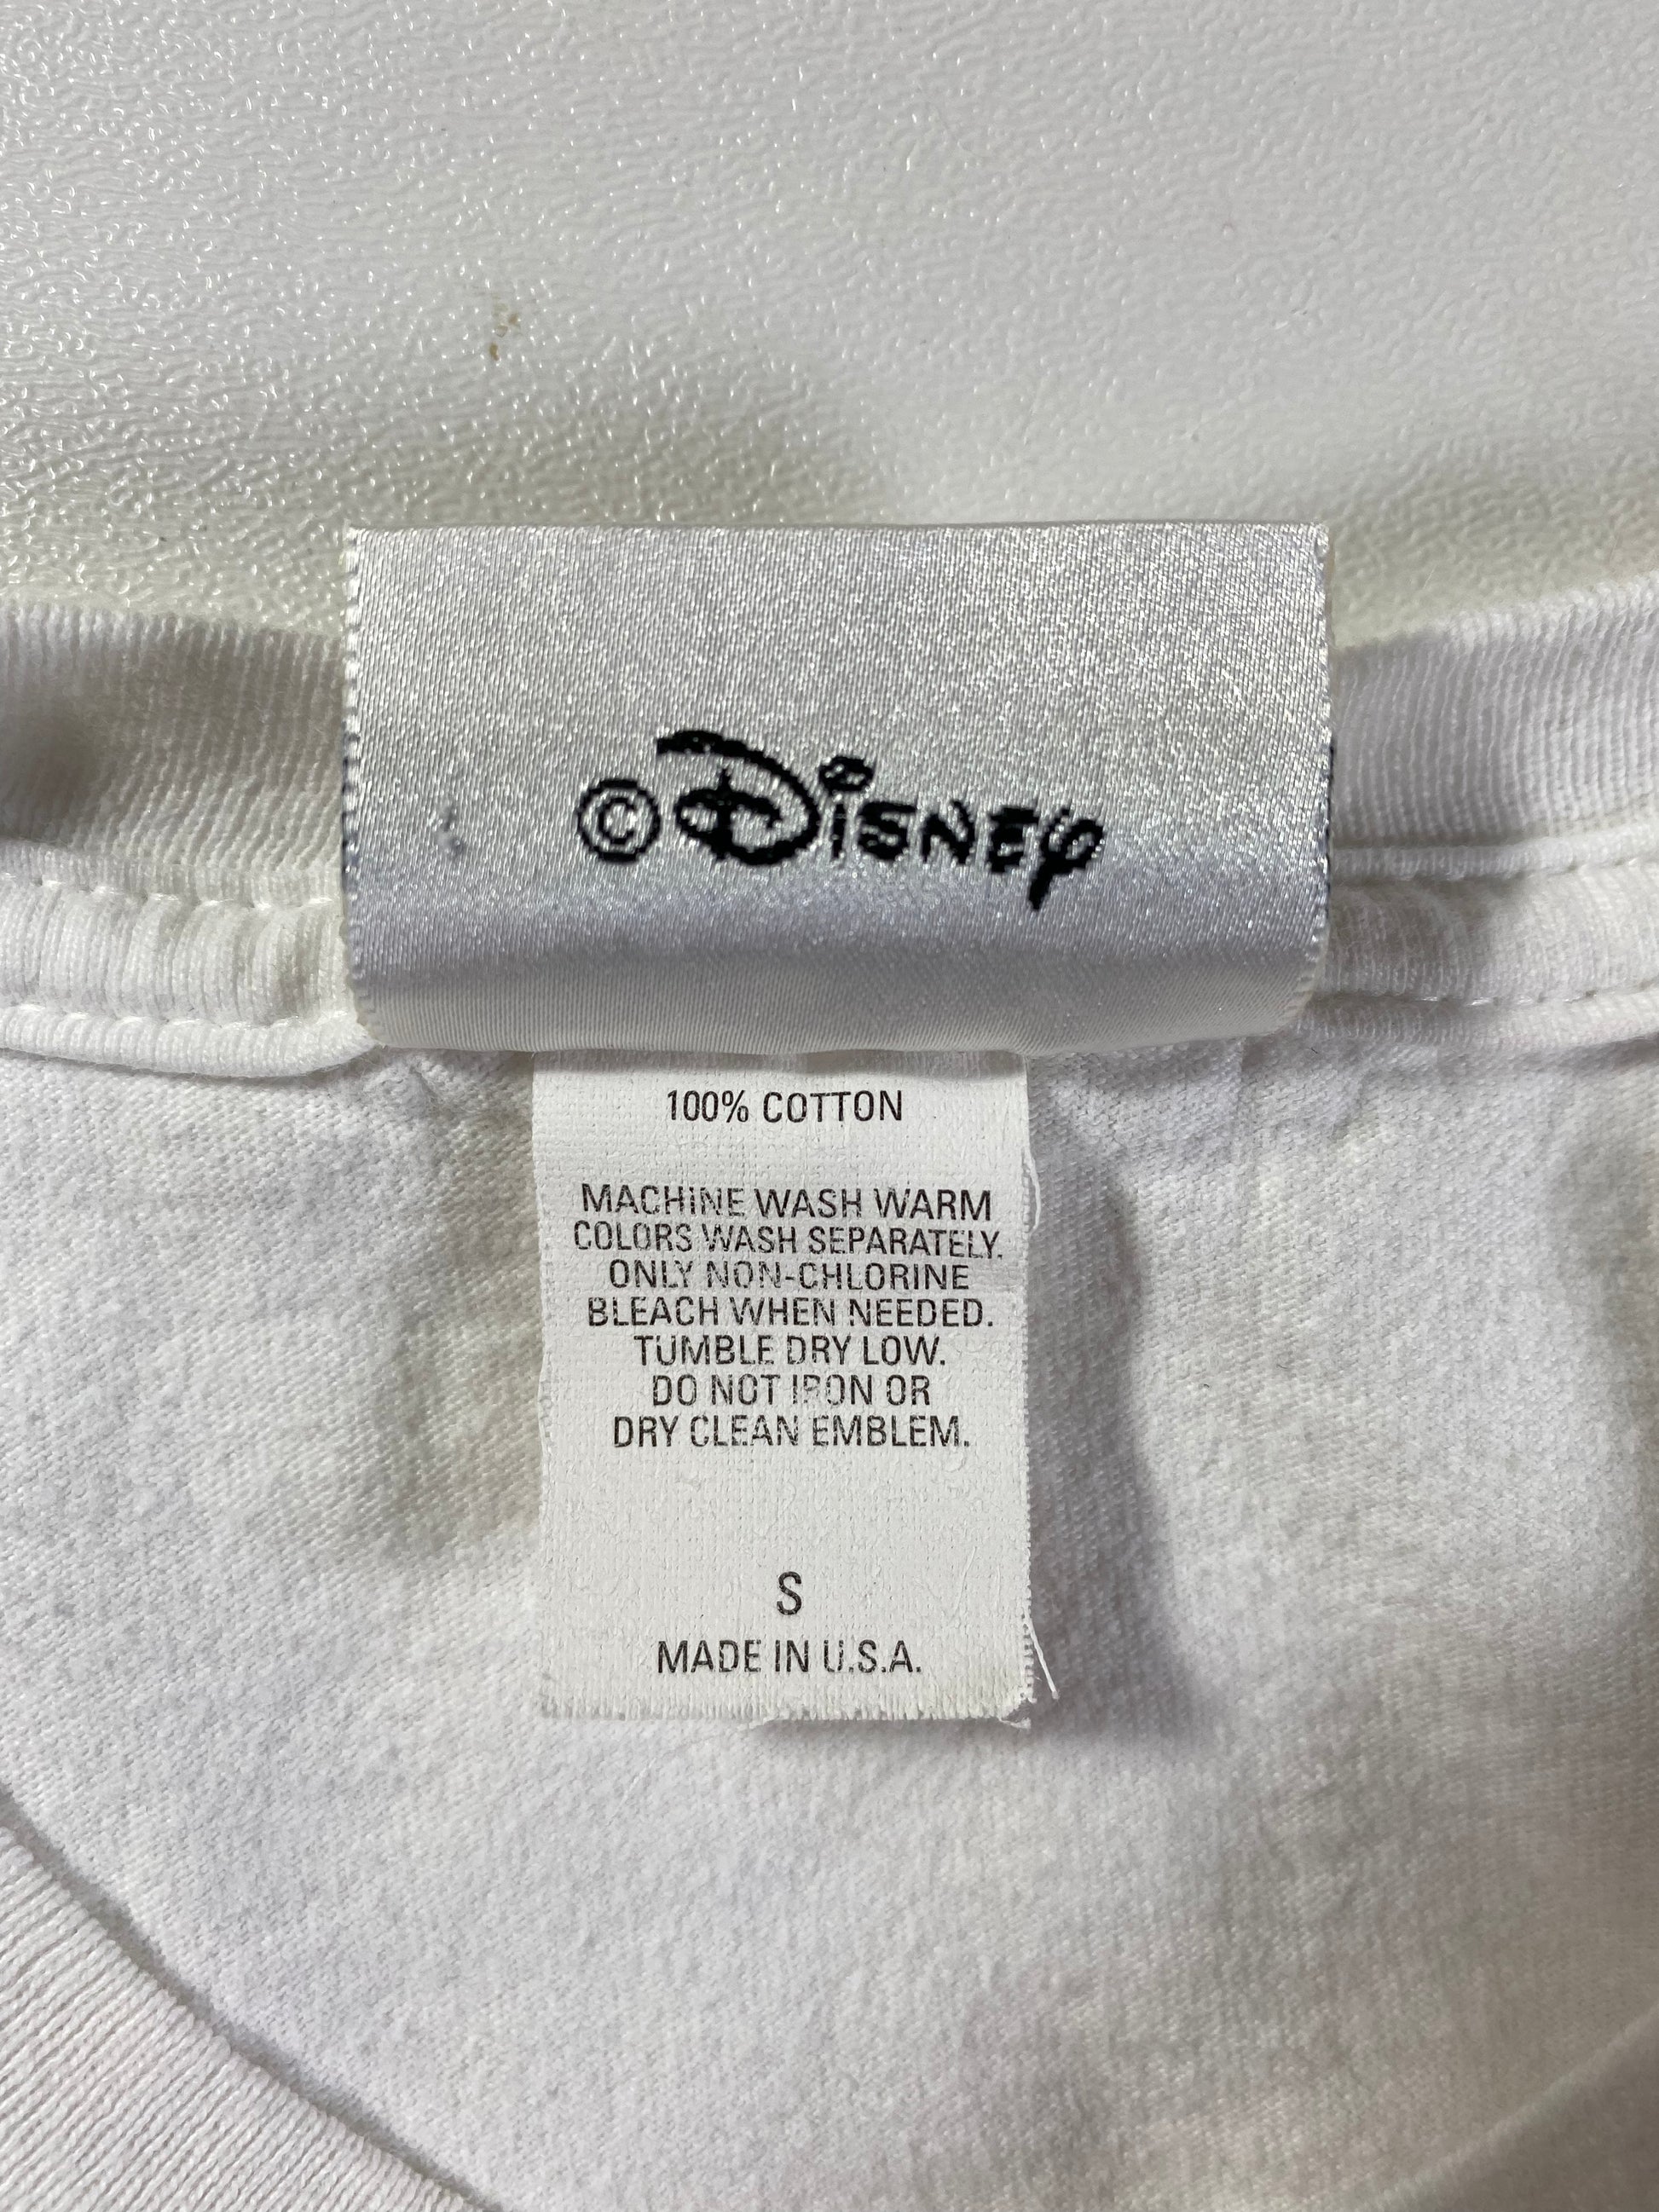 © Disney
100% COTTON
MACHINE WASH WARM
COLORS WASH SEPARATELY.
ONLY NON-CHLORINE
BLEACH WHEN NEEDED.
TUMBLE DRY LOW.
DO NOT IRON OR
DRY CLEAN EMBLEM.
S
MADE IN U.S.A.